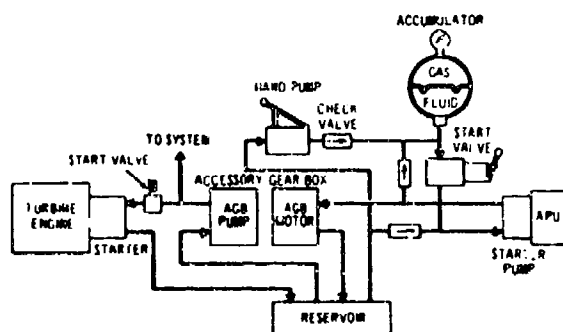 ACCUMULATOR
GAS
FLUID
HAND PUMP
CHECK
VALVE
START
VALVE
TO SYSTEM
START VALVE
ACCESSORY GEAR BOX
TURBINE
ENGINE
STARTER
AGB
PUMP
AGB
MOTOR
APU
STARTER
PUMP
RESERVOIR